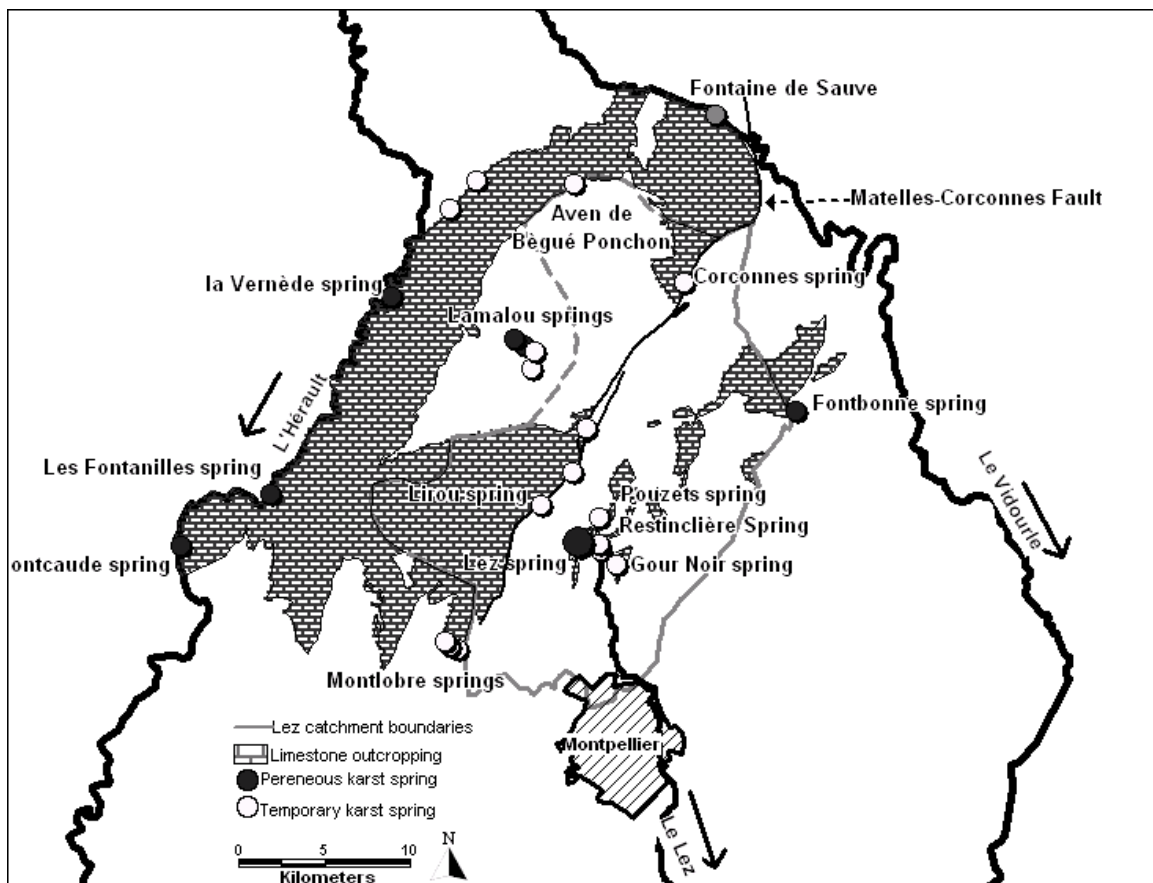 Fontaine de Sauve
Matelles-Corconnes Fault
Aven de
Bègué Ponchon
Corconnes spring
la Vernède spring
Lamalou springs
L'Hérault
Fontbonne spring
Les Fontanilles spring
Le Vidourle
Lirou spring
Pouzets spring
Restinclière Spring
Lez spring
Gour Noir spring
ontcaude spring
Montlobre springs
Lez catchment boundaries
Limestone outcropping
Montpellier
Pereneous karst spring
Temporary karst spring
Le Lez
N
0 5 10
Kilometers